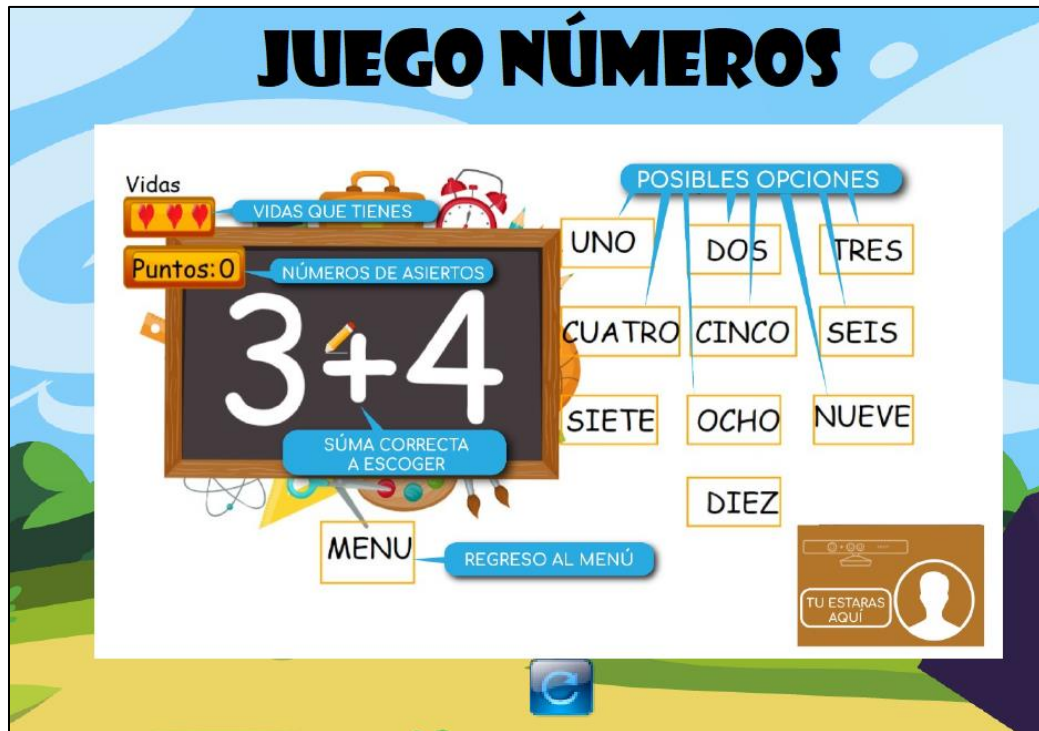 JUEGO NÚMEROS
Vidas
VIDAS QUE TIENES
Puntos: 0
NÚMEROS DE ASIERTOS
3+4
SÚMA CORRECTA
A ESCOGER
MENU
REGRESO AL MENÚ
POSIBLES OPCIONES
UNO
DOS
TRES
CUATRO
CINCO
SEIS
SIETE
OCHO
NUEVE
DIEZ
TU ESTARAS
AQUÍ